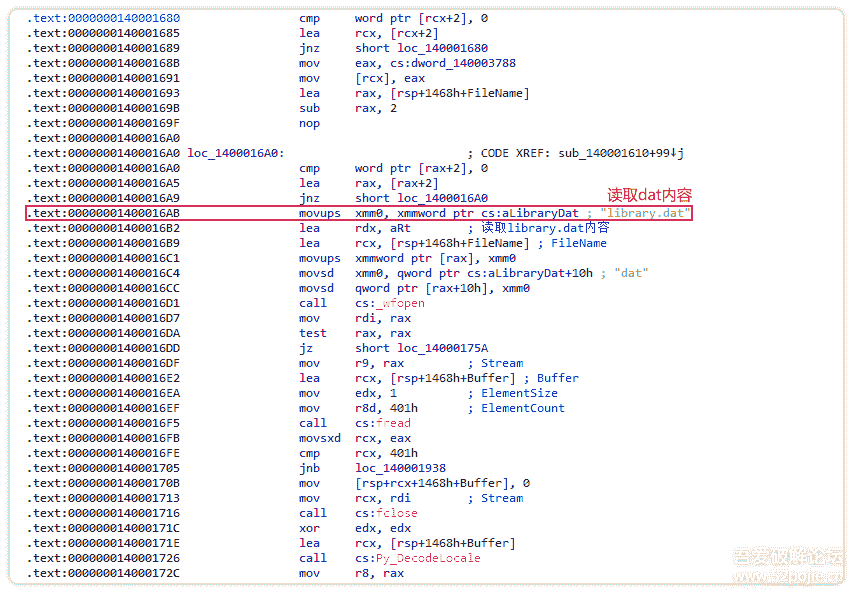 .text:0000000140001680 cmp word ptr [rcx+2], 0
.text:0000000140001685 lea rcx, [rcx+2]
.text:0000000140001689 jnz short loc_140001680
.text:000000014000168B mov eax, cs:dword_140003788
.text:0000000140001691 mov [rcx], eax
.text:0000000140001693 lea rax, [rsp+1468h+FileName]
.text:000000014000169B sub rax, 2
.text:000000014000169F nop
.text:00000001400016A0
.text:00000001400016A0 loc_1400016A0: ; CODE XREF: sub_140001610+99↓j
.text:00000001400016A0 cmp word ptr [rax+2], 0
.text:00000001400016A5 lea rax, [rax+2]
.text:00000001400016A9 jnz short loc_1400016A0 读取dat内容
.text:00000001400016AB movups xmm0, xmmword ptr cs:aLibraryDat ; "library.dat"
.text:00000001400016B2 lea rdx, aRt ; 读取library.dat内容
.text:00000001400016B9 lea rcx, [rsp+1468h+FileName] ; FileName
.text:00000001400016C1 movups xmmword ptr [rax], xmm0
.text:00000001400016C4 movsd xmm0, qword ptr cs:aLibraryDat+10h ; "dat"
.text:00000001400016CC movsd qword ptr [rax+10h], xmm0
.text:00000001400016D1 call cs:_wfopen
.text:00000001400016D7 mov rdi, rax
.text:00000001400016DA test rax, rax
.text:00000001400016DD jz short loc_14000175A
.text:00000001400016DF mov r9, rax ; Stream
.text:00000001400016E2 lea rcx, [rsp+1468h+Buffer] ; Buffer
.text:00000001400016EA mov edx, 1 ; ElementSize
.text:00000001400016EF mov r8d, 401h ; ElementCount
.text:00000001400016F5 call cs:fread
.text:00000001400016FB movsxd rcx, eax
.text:00000001400016FE cmp rcx, 401h
.text:0000000140001705 jnb loc_140001938
.text:000000014000170B mov [rsp+rcx+1468h+Buffer], 0
.text:0000000140001713 mov rcx, rdi ; Stream
.text:0000000140001716 call cs:fclose
.text:000000014000171C xor edx, edx
.text:000000014000171E lea rcx, [rsp+1468h+Buffer]
.text:0000000140001726 call cs:Py_DecodeLocale
.text:000000014000172C mov r8, rax
吾爱破解论坛
www.52pojie.cn